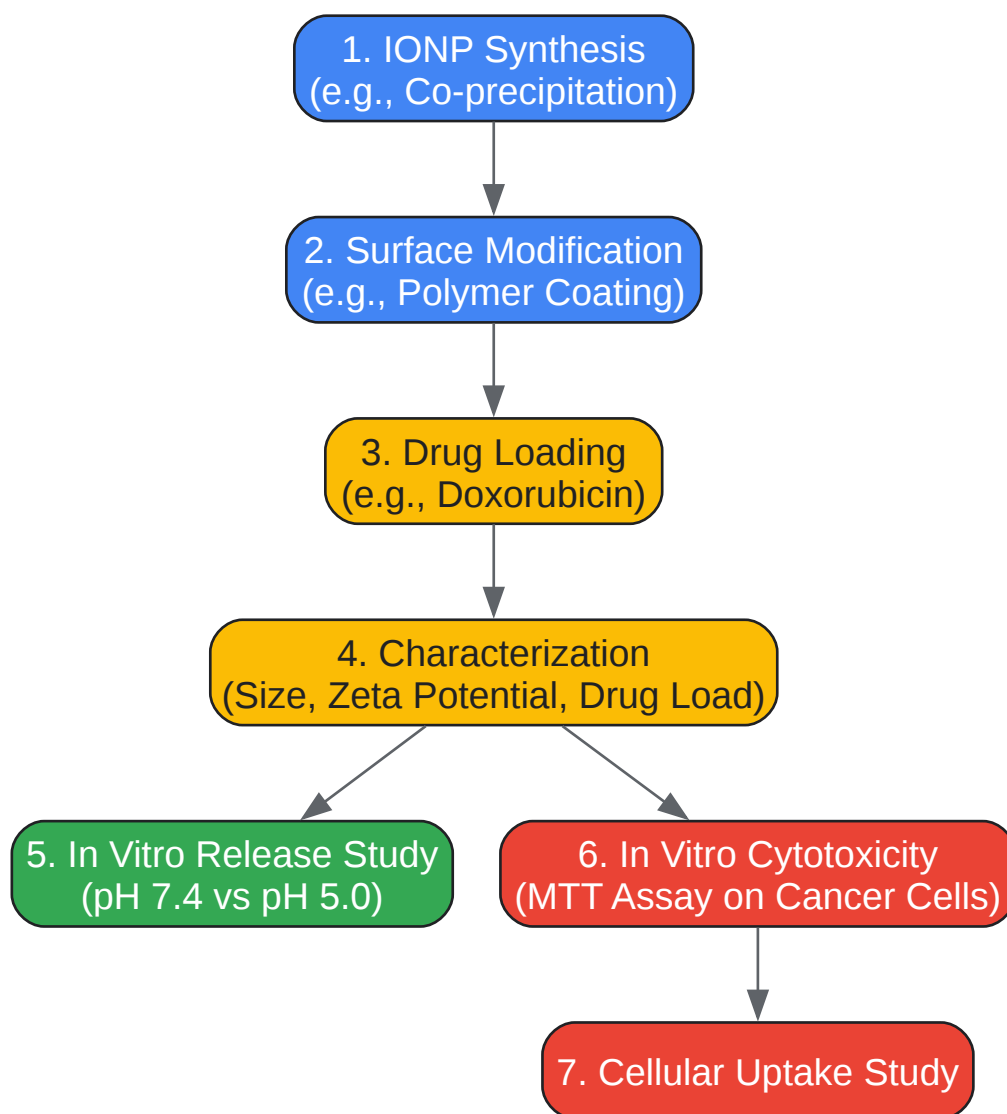 1. IONP Synthesis
(e.g., Co-precipitation)
2. Surface Modification
(e.g., Polymer Coating)
3. Drug Loading
(e.g., Doxorubicin)
4. Characterization
(Size, Zeta Potential, Drug Load)
5. In Vitro Release Study
(pH 7.4 vs pH 5.0)
6. In Vitro Cytotoxicity
(MTT Assay on Cancer Cells)
7. Cellular Uptake Study